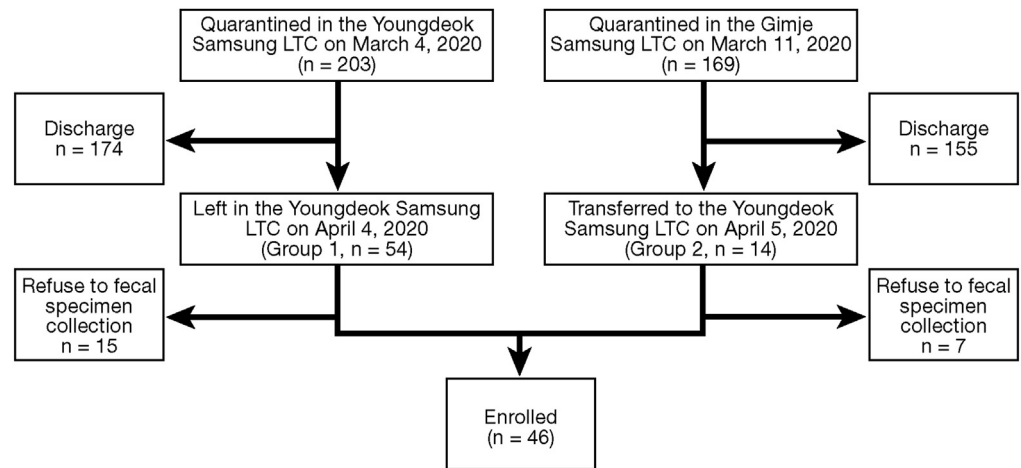 Quarantined in the Youngdeok
Samsung LTC on March 4, 2020
(n = 203)
Quarantined in the Gimje
Samsung LTC on March 11, 2020
(n = 169)
Discharge
n = 174
Discharge
n = 155
Left in the Youngdeok Samsung
LTC on April 4, 2020
(Group 1, n = 54)
Transferred to the Youngdeok
Samsung LTC on April 5, 2020
(Group 2, n = 14)
Refuse to fecal
specimen
collection
n = 15
Refuse to fecal
specimen
collection
n = 7
Enrolled
(n = 46)